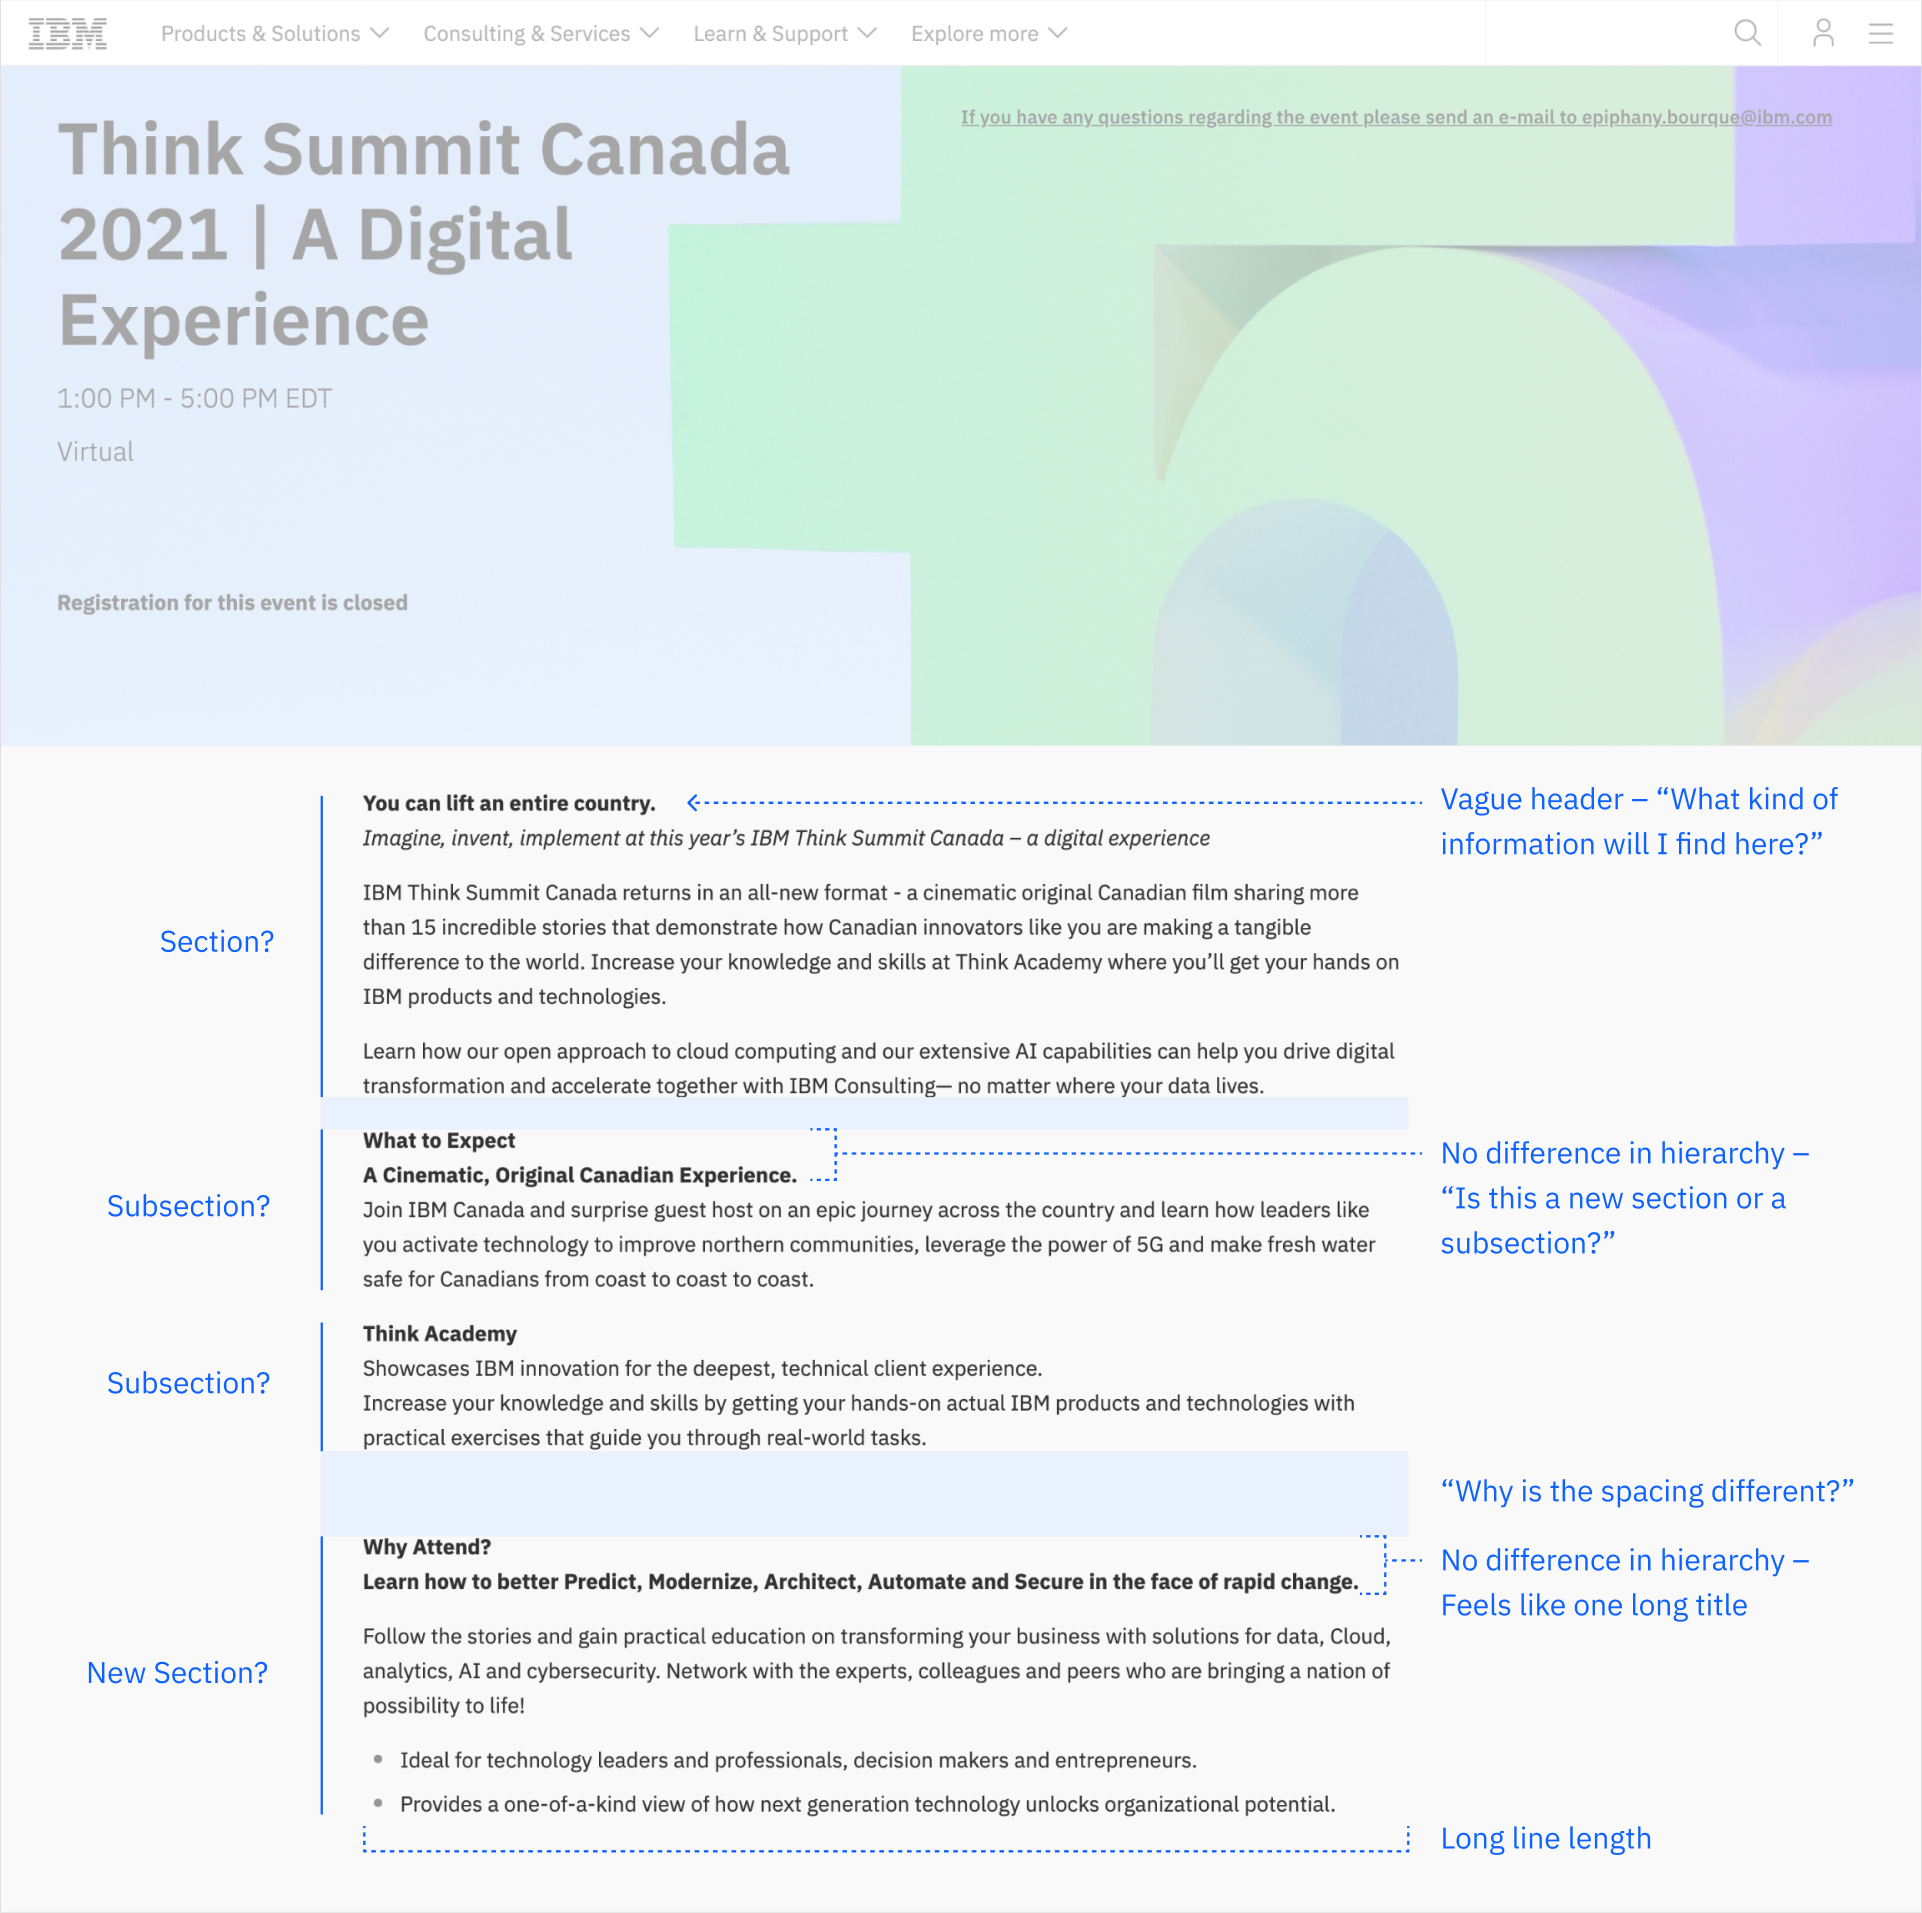 IBM
Products & Solutions
Consulting & Services
Learn & Support
Explore more
Think Summit Canada
2021 | A Digital
Experience
If you have any questions regarding the event please send an e-mail to epiphany.bourque@ibm.com
1:00 PM - 5:00 PM EDT
Virtual
Registration for this event is closed
You can lift an entire country.
Vague header – “What kind of
information will I find here?”
Imagine, invent, implement at this year’s IBM Think Summit Canada – a digital experience
Section?
IBM Think Summit Canada returns in an all-new format - a cinematic original Canadian film sharing more
than 15 incredible stories that demonstrate how Canadian innovators like you are making a tangible
difference to the world. Increase your knowledge and skills at Think Academy where you’ll get your hands on
IBM products and technologies.
Learn how our open approach to cloud computing and our extensive AI capabilities can help you drive digital
transformation and accelerate together with IBM Consulting— no matter where your data lives.
Subsection?
What to Expect
A Cinematic, Original Canadian Experience.
No difference in hierarchy –
“Is this a new section or a
subsection?”
Join IBM Canada and surprise guest host on an epic journey across the country and learn how leaders like
you activate technology to improve northern communities, leverage the power of 5G and make fresh water
safe for Canadians from coast to coast to coast.
Subsection?
Think Academy
Showcases IBM innovation for the deepest, technical client experience.
Increase your knowledge and skills by getting your hands-on actual IBM products and technologies with
practical exercises that guide you through real-world tasks.
“Why is the spacing different?”
New Section?
Why Attend?
Learn how to better Predict, Modernize, Architect, Automate and Secure in the face of rapid change.
No difference in hierarchy –
Feels like one long title
Follow the stories and gain practical education on transforming your business with solutions for data, Cloud,
analytics, AI and cybersecurity. Network with the experts, colleagues and peers who are bringing a nation of
possibility to life!
• Ideal for technology leaders and professionals, decision makers and entrepreneurs.
• Provides a one-of-a-kind view of how next generation technology unlocks organizational potential.
Long line length